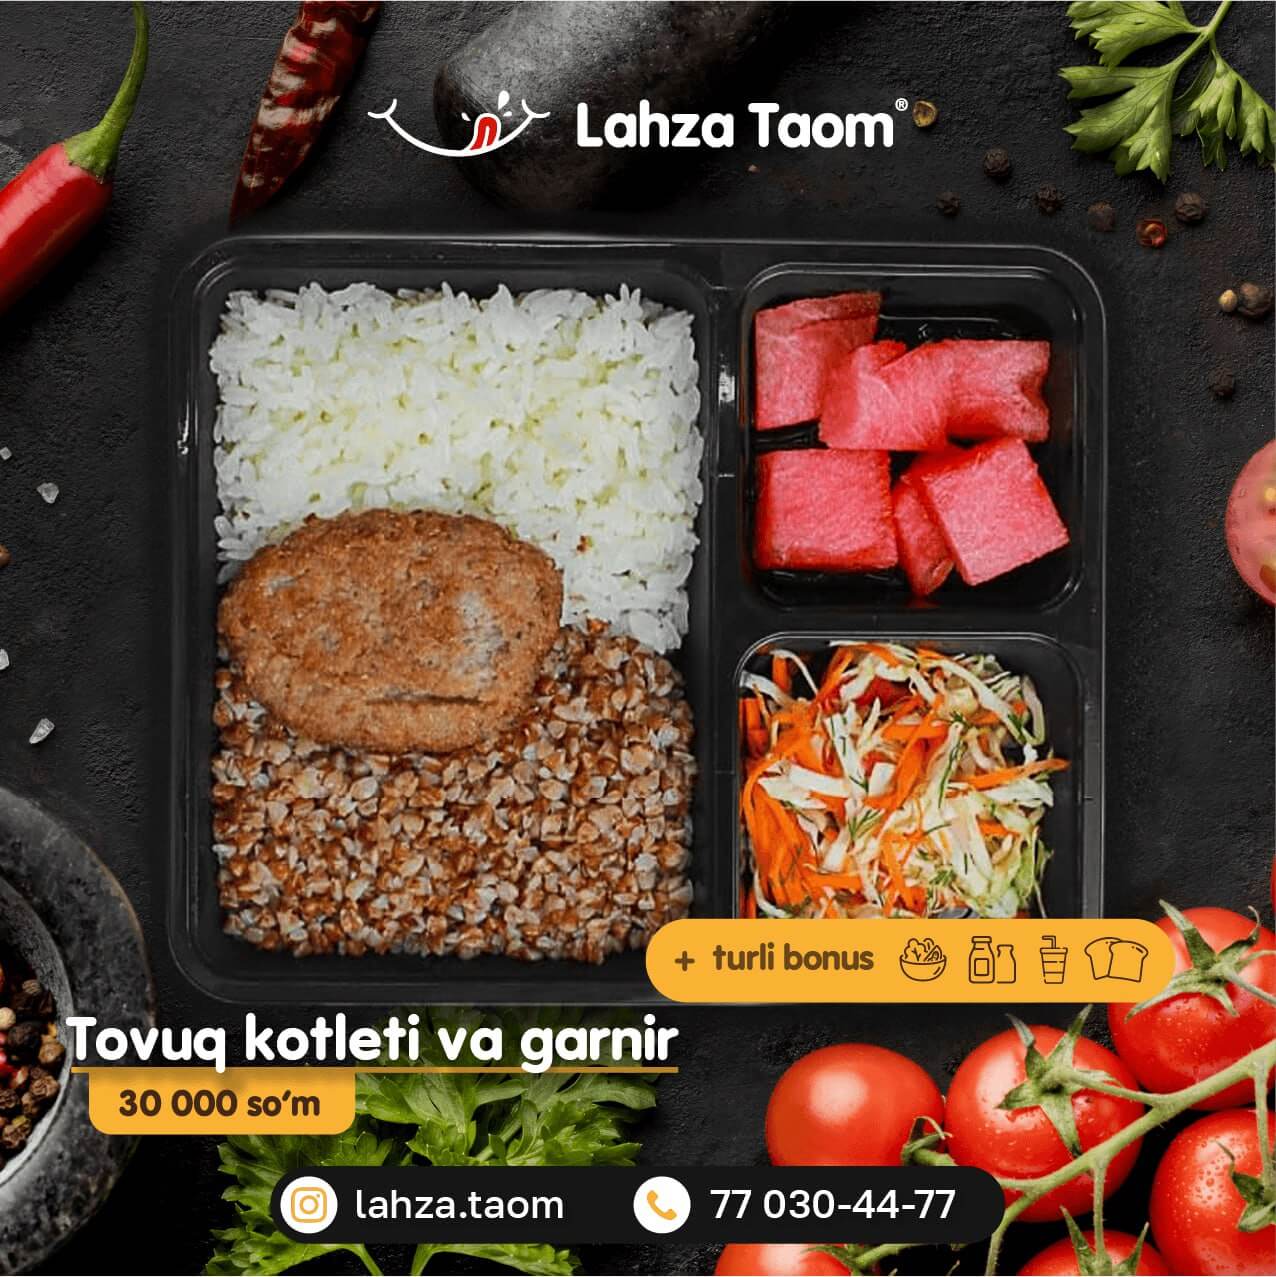 Lahza Taom®
+ turli bonus
Tovuq kotleti va garnir
30 000 so‘m
lahza.taom
77 030-44-77